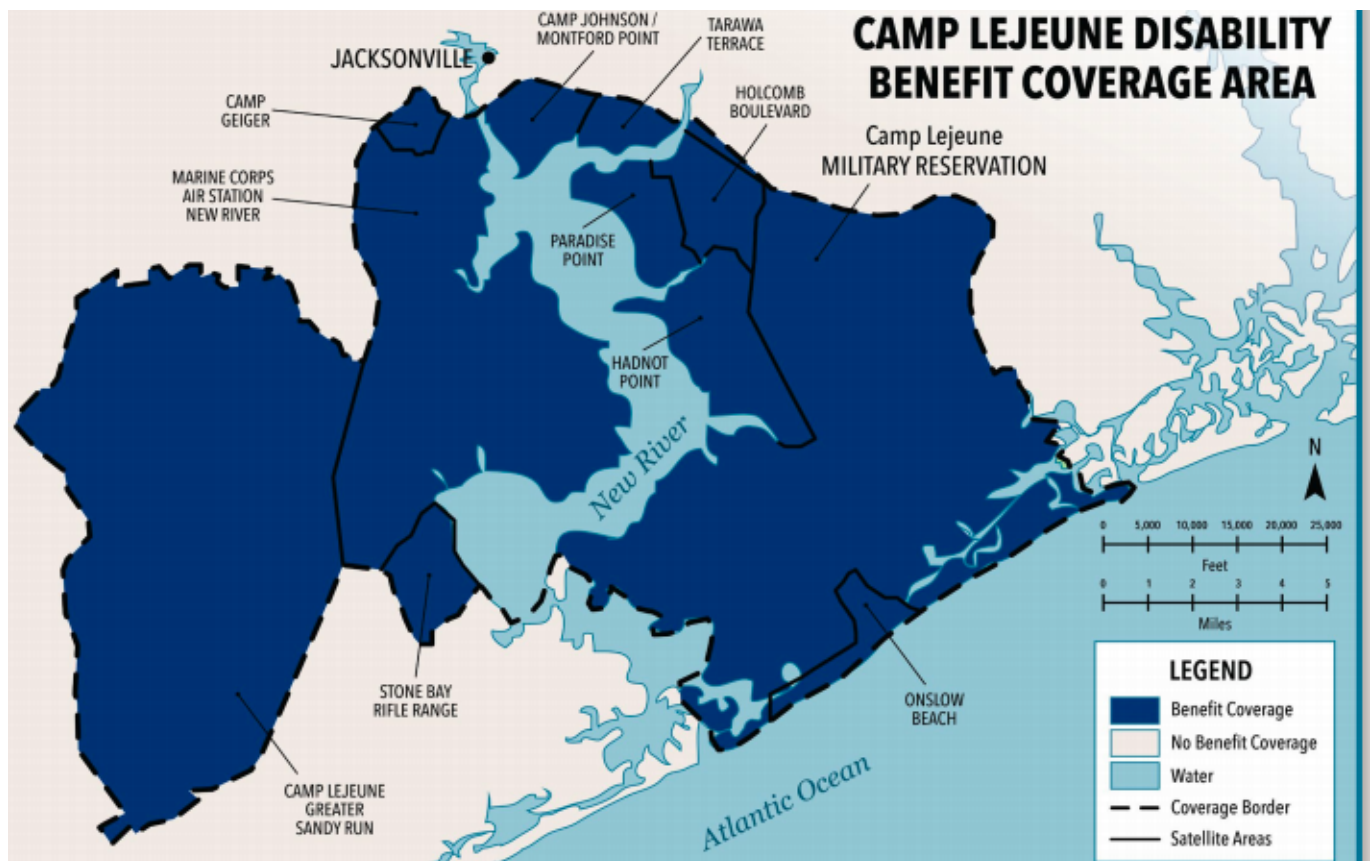 CAMP LEJEUNE DISABILITY
BENEFIT COVERAGE AREA
CAMP JOHNSON /
MONTFORD POINT
TARAWA
TERRACE
JACKSONVILLE
HOLCOMB
BOULEVARD
CAMP
GEIGER
Camp Lejeune
MILITARY RESERVATION
MARINE CORPS
AIR STATION
NEW RIVER
PARADISE
POINT
HADNOT
POINT
New River
N
0 5,000 10,000 15,000 20,000 25,000
Feet
0 1 2 3 4 5
Miles
STONE BAY
RIFLE RANGE
ONSLOW
BEACH
CAMP LEJEUNE
GREATER
SANDY RUN
Atlantic Ocean
LEGEND
Benefit Coverage
No Benefit Coverage
Water
Coverage Border
Satellite Areas